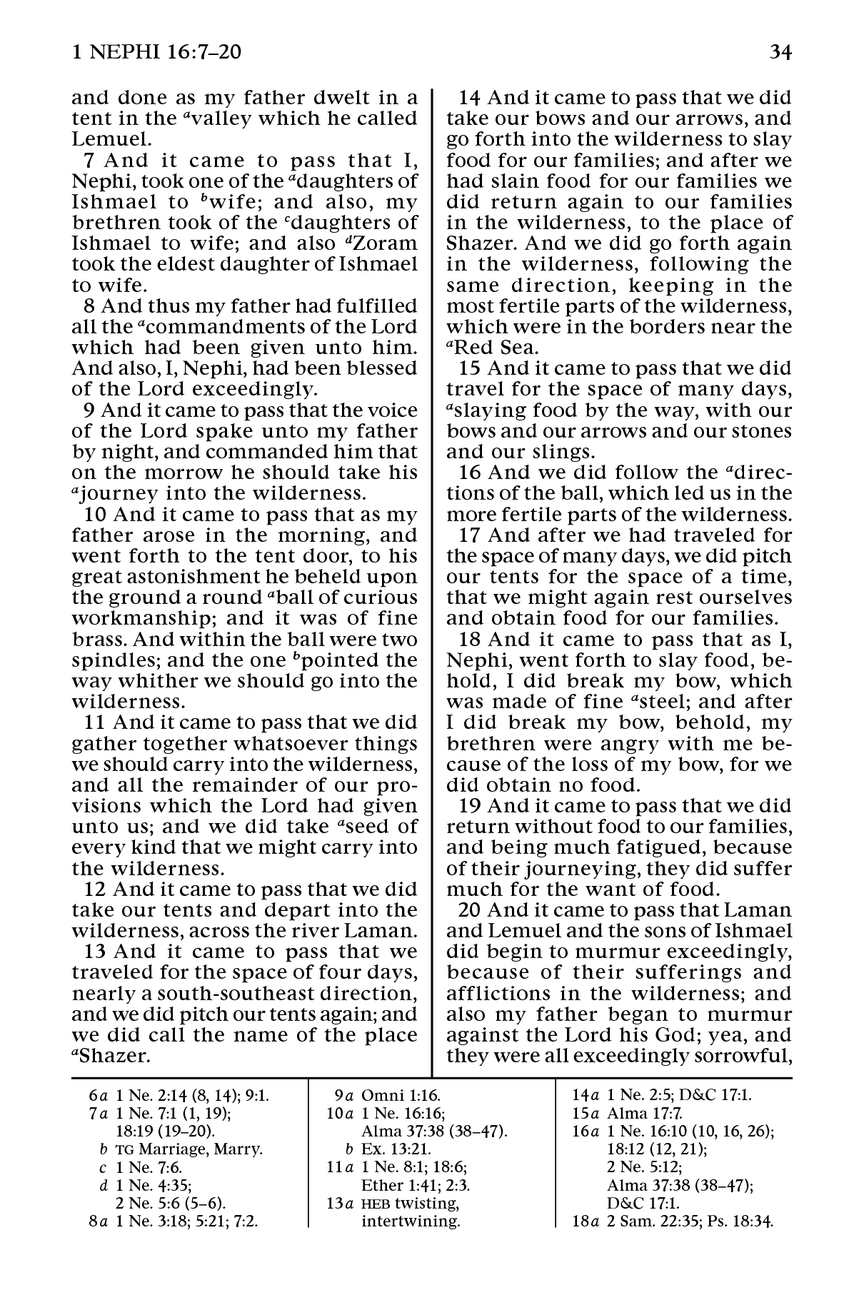 1 NEPHI 16:7–20 34
and done as my father dwelt in a
tent in the avalley which he called
Lemuel.
7 And it came to pass that I,
Nephi, took one of the adaughters of
Ishmael to bwife; and also, my
brethren took of the cdaughters of
Ishmael to wife; and also dZoram
took the eldest daughter of Ishmael
to wife.
8 And thus my father had fulfilled
all the acommandments of the Lord
which had been given unto him.
And also, I, Nephi, had been blessed
of the Lord exceedingly.
9 And it came to pass that the voice
of the Lord spake unto my father
by night, and commanded him that
on the morrow he should take his
ajourney into the wilderness.
10 And it came to pass that as my
father arose in the morning, and
went forth to the tent door, to his
great astonishment he beheld upon
the ground a round aball of curious
workmanship; and it was of fine
brass. And within the ball were two
spindles; and the one bpointed the
way whither we should go into the
wilderness.
11 And it came to pass that we did
gather together whatsoever things
we should carry into the wilderness,
and all the remainder of our pro-
visions which the Lord had given
unto us; and we did take aseed of
every kind that we might carry into
the wilderness.
12 And it came to pass that we did
take our tents and depart into the
wilderness, across the river Laman.
13 And it came to pass that we
traveled for the space of four days,
nearly a south-southeast direction,
and we did pitch our tents again; and
we did call the name of the place
aShazer.
14 And it came to pass that we did
take our bows and our arrows, and
go forth into the wilderness to slay
food for our families; and after we
had slain food for our families we
did return again to our families
in the wilderness, to the place of
Shazer. And we did go forth again
in the wilderness, following the
same direction, keeping in the
most fertile parts of the wilderness,
which were in the borders near the
aRed Sea.
15 And it came to pass that we did
travel for the space of many days,
aslaying food by the way, with our
bows and our arrows and our stones
and our slings.
16 And we did follow the adirec-
tions of the ball, which led us in the
more fertile parts of the wilderness.
17 And after we had traveled for
the space of many days, we did pitch
our tents for the space of a time,
that we might again rest ourselves
and obtain food for our families.
18 And it came to pass that as I,
Nephi, went forth to slay food, be-
hold, I did break my bow, which
was made of fine asteel; and after
I did break my bow, behold, my
brethren were angry with me be-
cause of the loss of my bow, for we
did obtain no food.
19 And it came to pass that we did
return without food to our families,
and being much fatigued, because
of their journeying, they did suffer
much for the want of food.
20 And it came to pass that Laman
and Lemuel and the sons of Ishmael
did begin to murmur exceedingly,
because of their sufferings and
afflictions in the wilderness; and
also my father began to murmur
against the Lord his God; yea, and
they were all exceedingly sorrowful,
6a 1 Ne. 2:14 (8, 14); 9:1.
7a 1 Ne. 7:1 (1, 19);
18:19 (19–20).
b TG Marriage, Marry.
c 1 Ne. 7:6.
d 1 Ne. 4:35;
2 Ne. 5:6 (5–6).
8a 1 Ne. 3:18; 5:21; 7:2.
9a Omni 1:16.
10a 1 Ne. 16:16;
Alma 37:38 (38–47).
b Ex. 13:21.
11a 1 Ne. 8:1; 18:6;
Ether 1:41; 2:3.
13a HEB twisting,
intertwining.
14a 1 Ne. 2:5; D&C 17:1.
15a Alma 17:7.
16a 1 Ne. 16:10 (10, 16, 26);
18:12 (12, 21);
2 Ne. 5:12;
Alma 37:38 (38–47);
D&C 17:1.
18a 2 Sam. 22:35; Ps. 18:34.